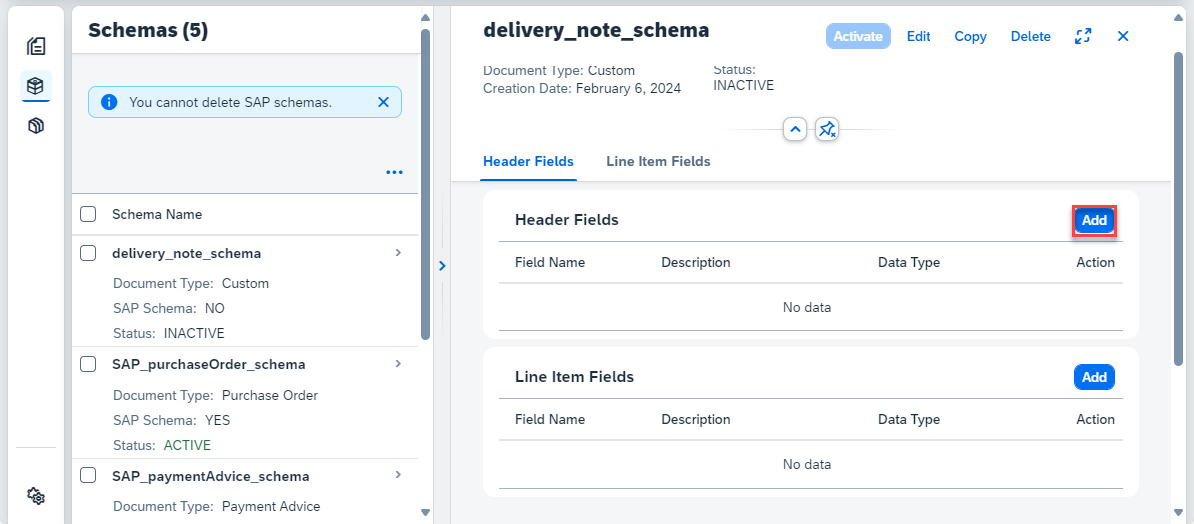 Schemas (5)
You cannot delete SAP schemas.
Schema Name
delivery_note_schema
Document Type: Custom
SAP Schema: NO
Status: INACTIVE
SAP_purchaseOrder_schema
Document Type: Purchase Order
SAP Schema: YES
Status: ACTIVE
SAP_paymentAdvice_schema
Document Type: Payment Advice
delivery_note_schema
Activate Edit Copy Delete
Document Type: Custom Status:
Creation Date: February 6, 2024 INACTIVE
Header Fields Line Item Fields
Header Fields Add
Field Name Description Data Type Action
No data
Line Item Fields Add
Field Name Description Data Type Action
No data